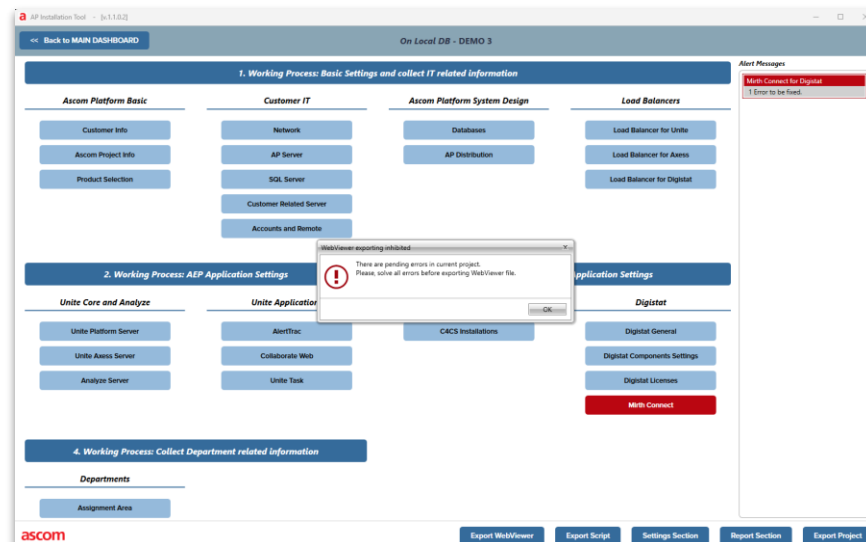 a AP Installation Tool - [v.1.1.0.2]
<< Back to MAIN DASHBOARD
On Local DB - DEMO 3
Alert Messages
Mirth Connect for Digistat
1 Error to be fixed.
1. Working Process: Basic Settings and collect IT related information
Ascom Platform Basic
Customer IT
Ascom Platform System Design
Load Balancers
Customer Info
Network
Databases
Load Balancer for Unite
Ascom Project Info
AP Server
AP Distribution
Load Balancer for Axess
Product Selection
SQL Server
Load Balancer for Digistat
Customer Related Server
Accounts and Remote
WebViewer exporting inhibited
There are pending errors in current project.
Please, solve all errors before exporting WebViewer file.
OK
2. Working Process: AEP Application Settings
pplication Settings
Unite Core and Analyze
Unite Application
Digistat
Unite Platform Server
AlertTrac
C4CS Installations
Digistat General
Unite Axess Server
Collaborate Web
Digistat Components Settings
Analyze Server
Unite Task
Digistat Licenses
Mirth Connect
4. Working Process: Collect Department related information
Departments
Assignment Area
ascom
Export WebViewer
Export Script
Settings Section
Report Section
Export Project